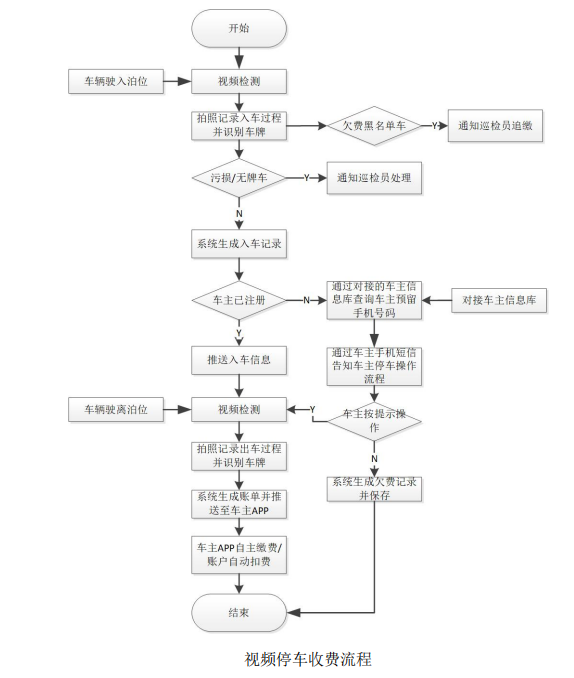 开始
车辆驶入泊位
视频检测
拍照记录入车过程
并识别车牌
欠费黑名单车
Y
通知巡检员追缴
污损/无牌车
Y
通知巡检员处理
N
系统生成入车记录
车主已注册
N
通过对接的车主信
息库查询车主预留
手机号码
对接车主信息库
Y
推送入车信息
通过车主手机短信
告知车主停车操作
流程
车辆驶离泊位
视频检测
Y
车主按提示操
作
拍照记录出车过程
并识别车牌
N
系统生成账单并推
送至车主APP
系统生成欠费记录
并保存
车主APP自主缴费/
账户自动扣费
结束
视频停车收费流程